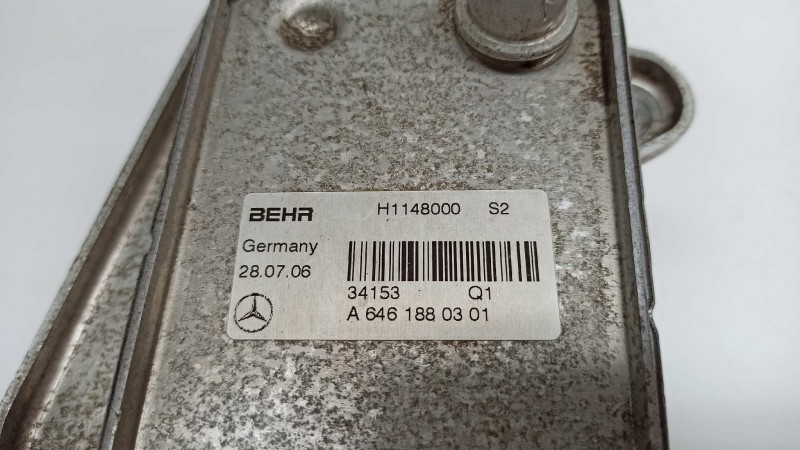 BEHR H1148000 S2
Germany
28.07.06
34153 Q1
A 646 188 03 01